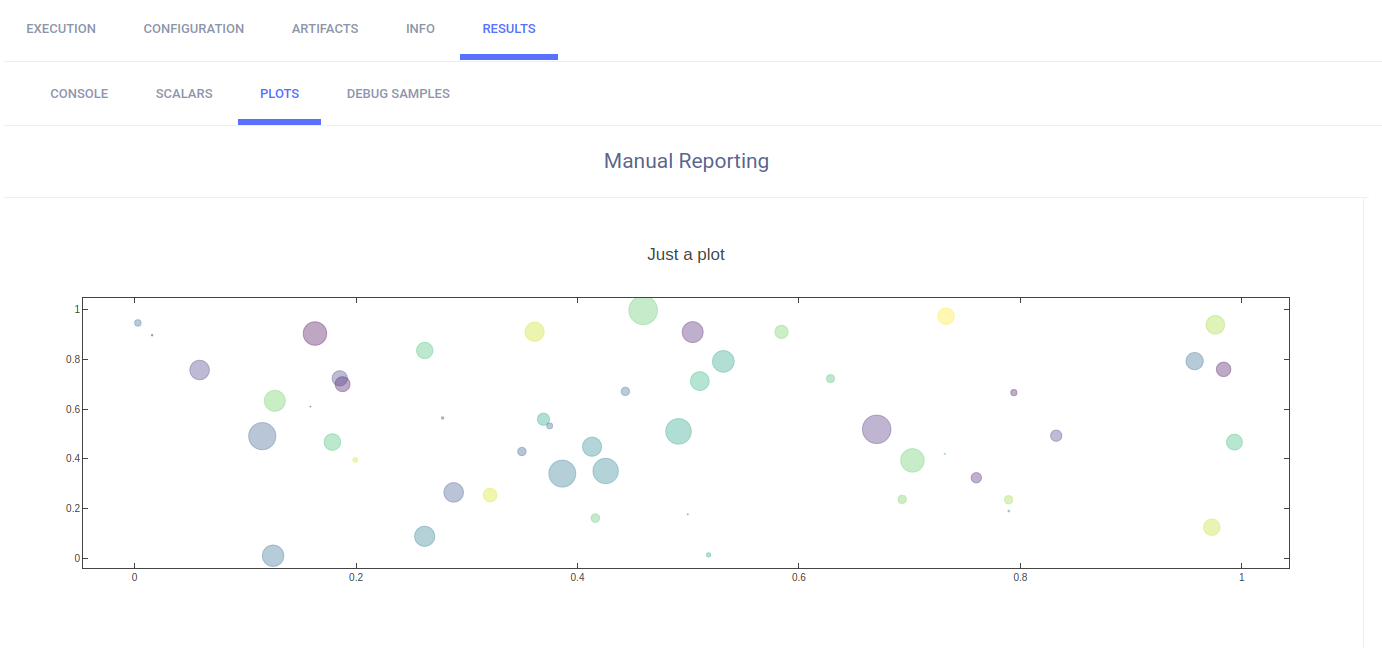 EXECUTION CONFIGURATION ARTIFACTS INFO RESULTS
CONSOLE SCALARS PLOTS DEBUG SAMPLES
Manual Reporting
Just a plot
1
0.8
0.6
0.4
0.2
0
0 0.2 0.4 0.6 0.8 1